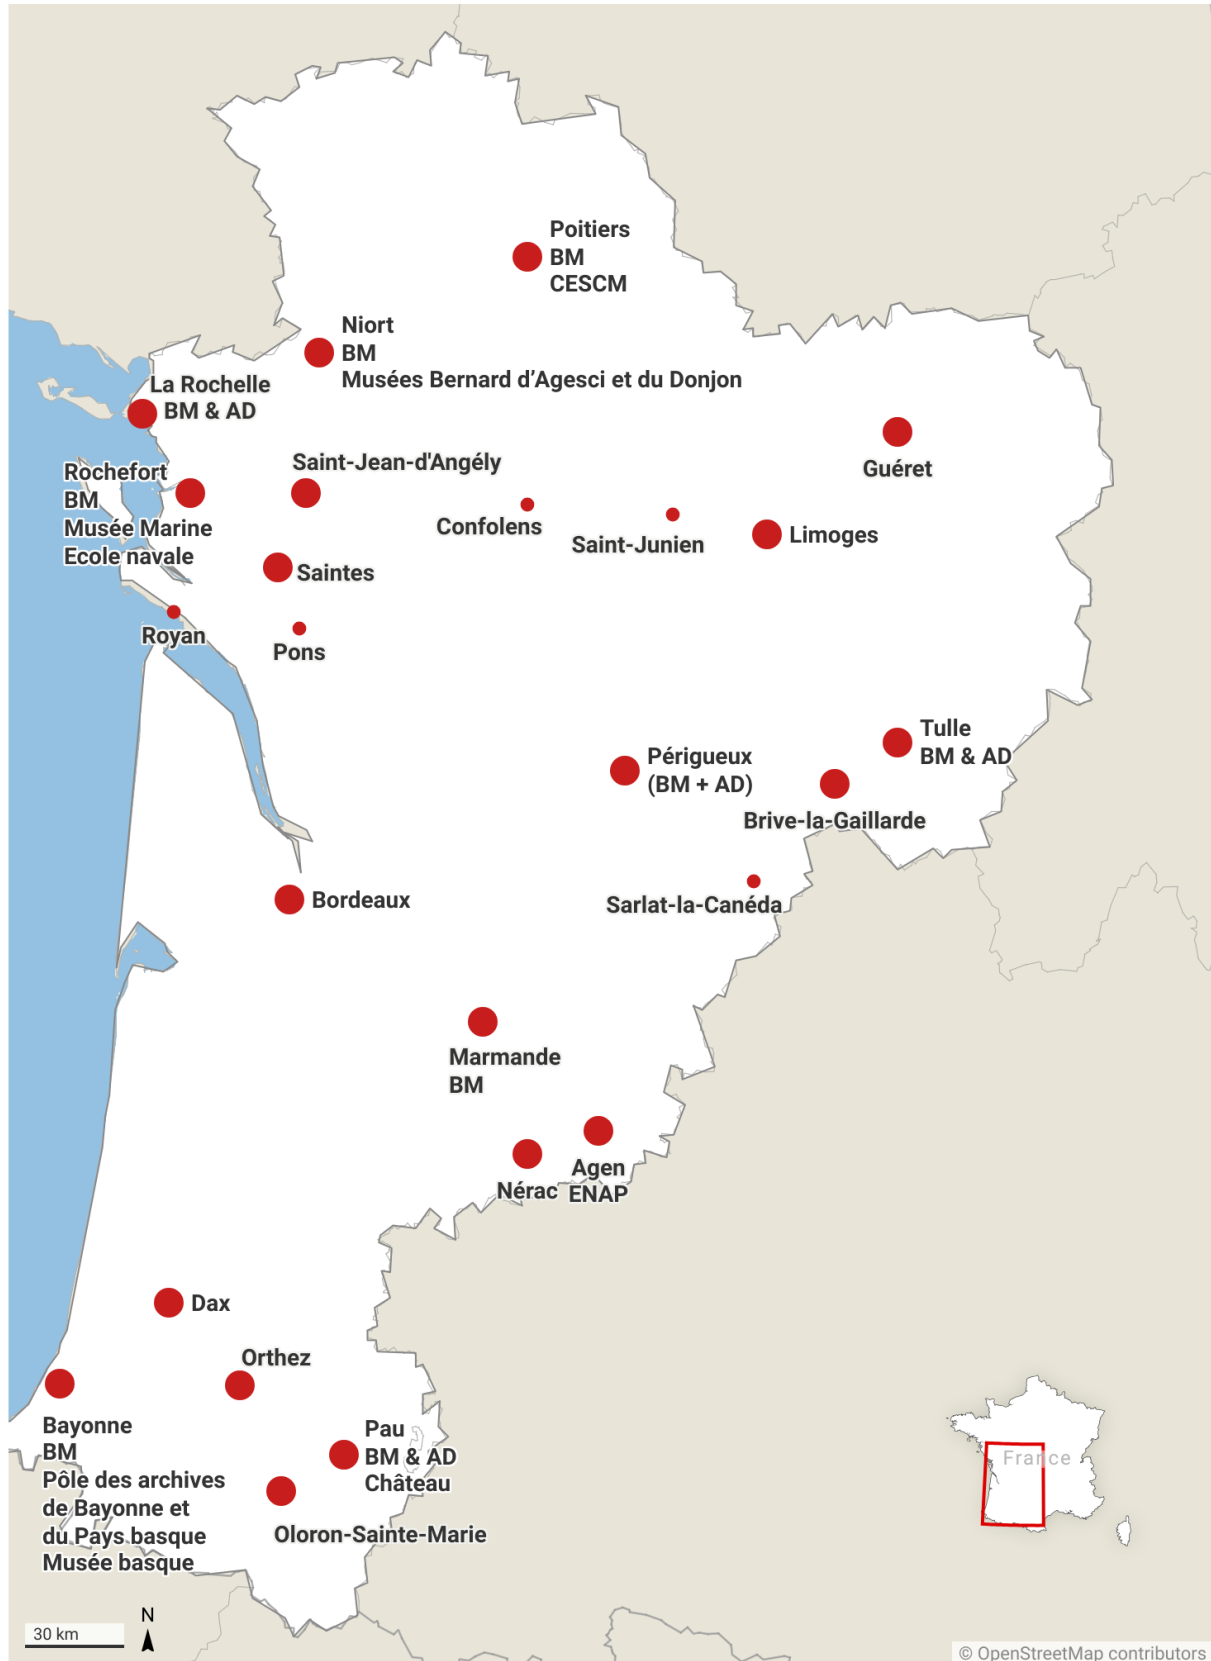 Poitiers
BM
CESCM
Niort
BM
Musées Bernard d’Agesci et du Donjon
La Rochelle
BM & AD
Guéret
Rochefort
BM
Musée Marine
Ecole navale
Saint-Jean-d'Angély
Confolens
Saint-Junien
Limoges
Saintes
Royan
Pons
Tulle
BM & AD
Périgueux
(BM + AD)
Brive-la-Gaillarde
Sarlat-la-Canéda
Bordeaux
Marmande
BM
Agen
ENAP
Nérac
Dax
Orthez
Bayonne
BM
Pôle des archives
de Bayonne et
du Pays basque
Musée basque
Pau
BM & AD
Château
Oloron-Sainte-Marie
France
30 km
N
© OpenStreetMap contributors